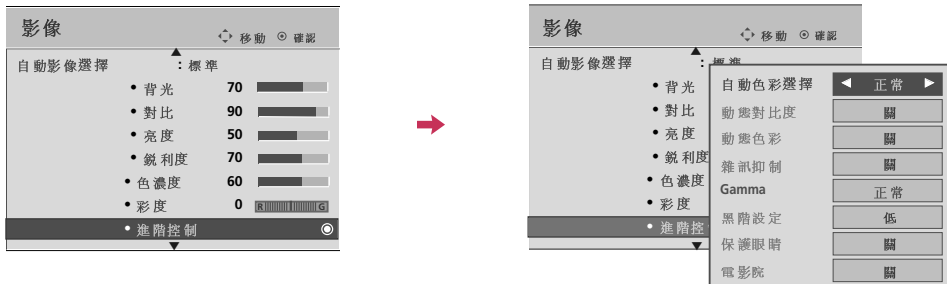 影像
移動 確認
自動影像選擇 : 標準
• 背光 70
• 對比 90
• 亮度 50
• 銳利度 70
• 色濃度 60
• 彩度 0 R G
• 進階控制
影像
移動 確認
自動影像選擇 : 標準
• 背光
• 對比
• 亮度
• 銳利度
• 色濃度
• 彩度
• 進階控
自動色彩選擇 正常
動態對比度 關
動態色彩 關
雜訊抑制 關
Gamma 正常
黑階設定 低
保護眼睛 關
電影院 關